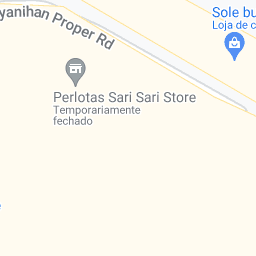 yanihan Proper Rd
Sole bu
Loja de c
Perlotas Sari Sari Store
Temporariamente
fechado